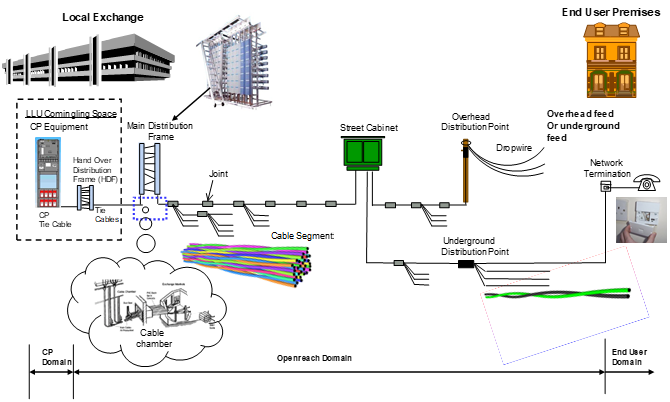 Local Exchange
End User Premises
LLU Comingling Space
CP Equipment
Main Distribution
Frame
Street Cabinet
Overhead
Distribution Point
Overhead feed
Or underground
feed
Dropwire
Hand Over
Distribution
Frame (HDF)
Joint
Network
Termination
CP
Tie Cable
Tie
Cables
Cable Segment:
Underground
Distribution Point
Cable
chamber
CP
Domain
Openreach Domain
End User
Domain